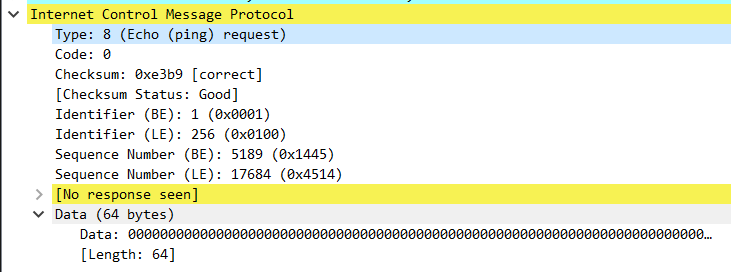 Internet Control Message Protocol
Type: 8 (Echo (ping) request)
Code: 0
Checksum: 0xe3b9 [correct]
[Checksum Status: Good]
Identifier (BE): 1 (0x0001)
Identifier (LE): 256 (0x0100)
Sequence Number (BE): 5189 (0x1445)
Sequence Number (LE): 17684 (0x4514)
[No response seen]
Data (64 bytes)
Data: 000000000000000000000000000000000000000000000000000000000000000000000000…
[Length: 64]